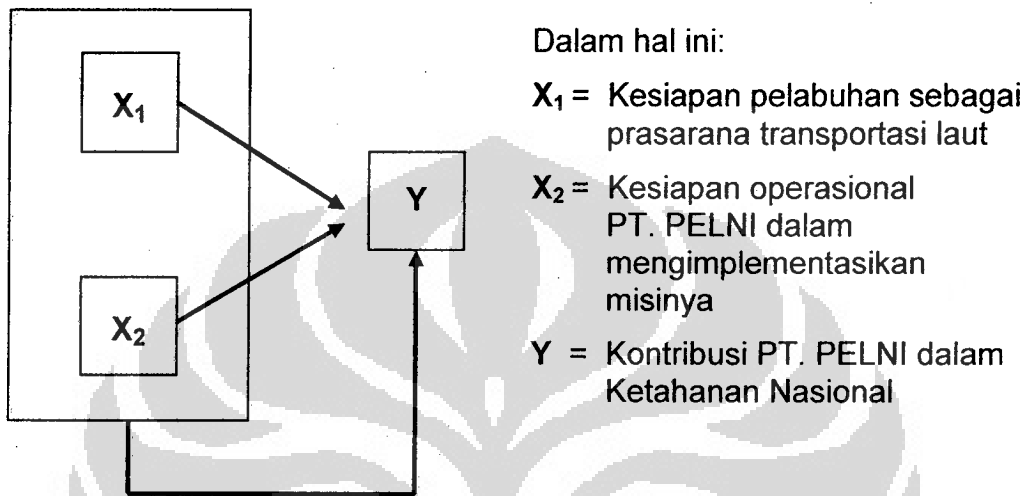 X₁
X₂
Y
Dalam hal ini:
X₁ = Kesiapan pelabuhan sebagai
prasarana transportasi laut
X₂ = Kesiapan operasional
PT. PELNI dalam
mengimplementasikan
misinya
Y = Kontribusi PT. PELNI dalam
Ketahanan Nasional